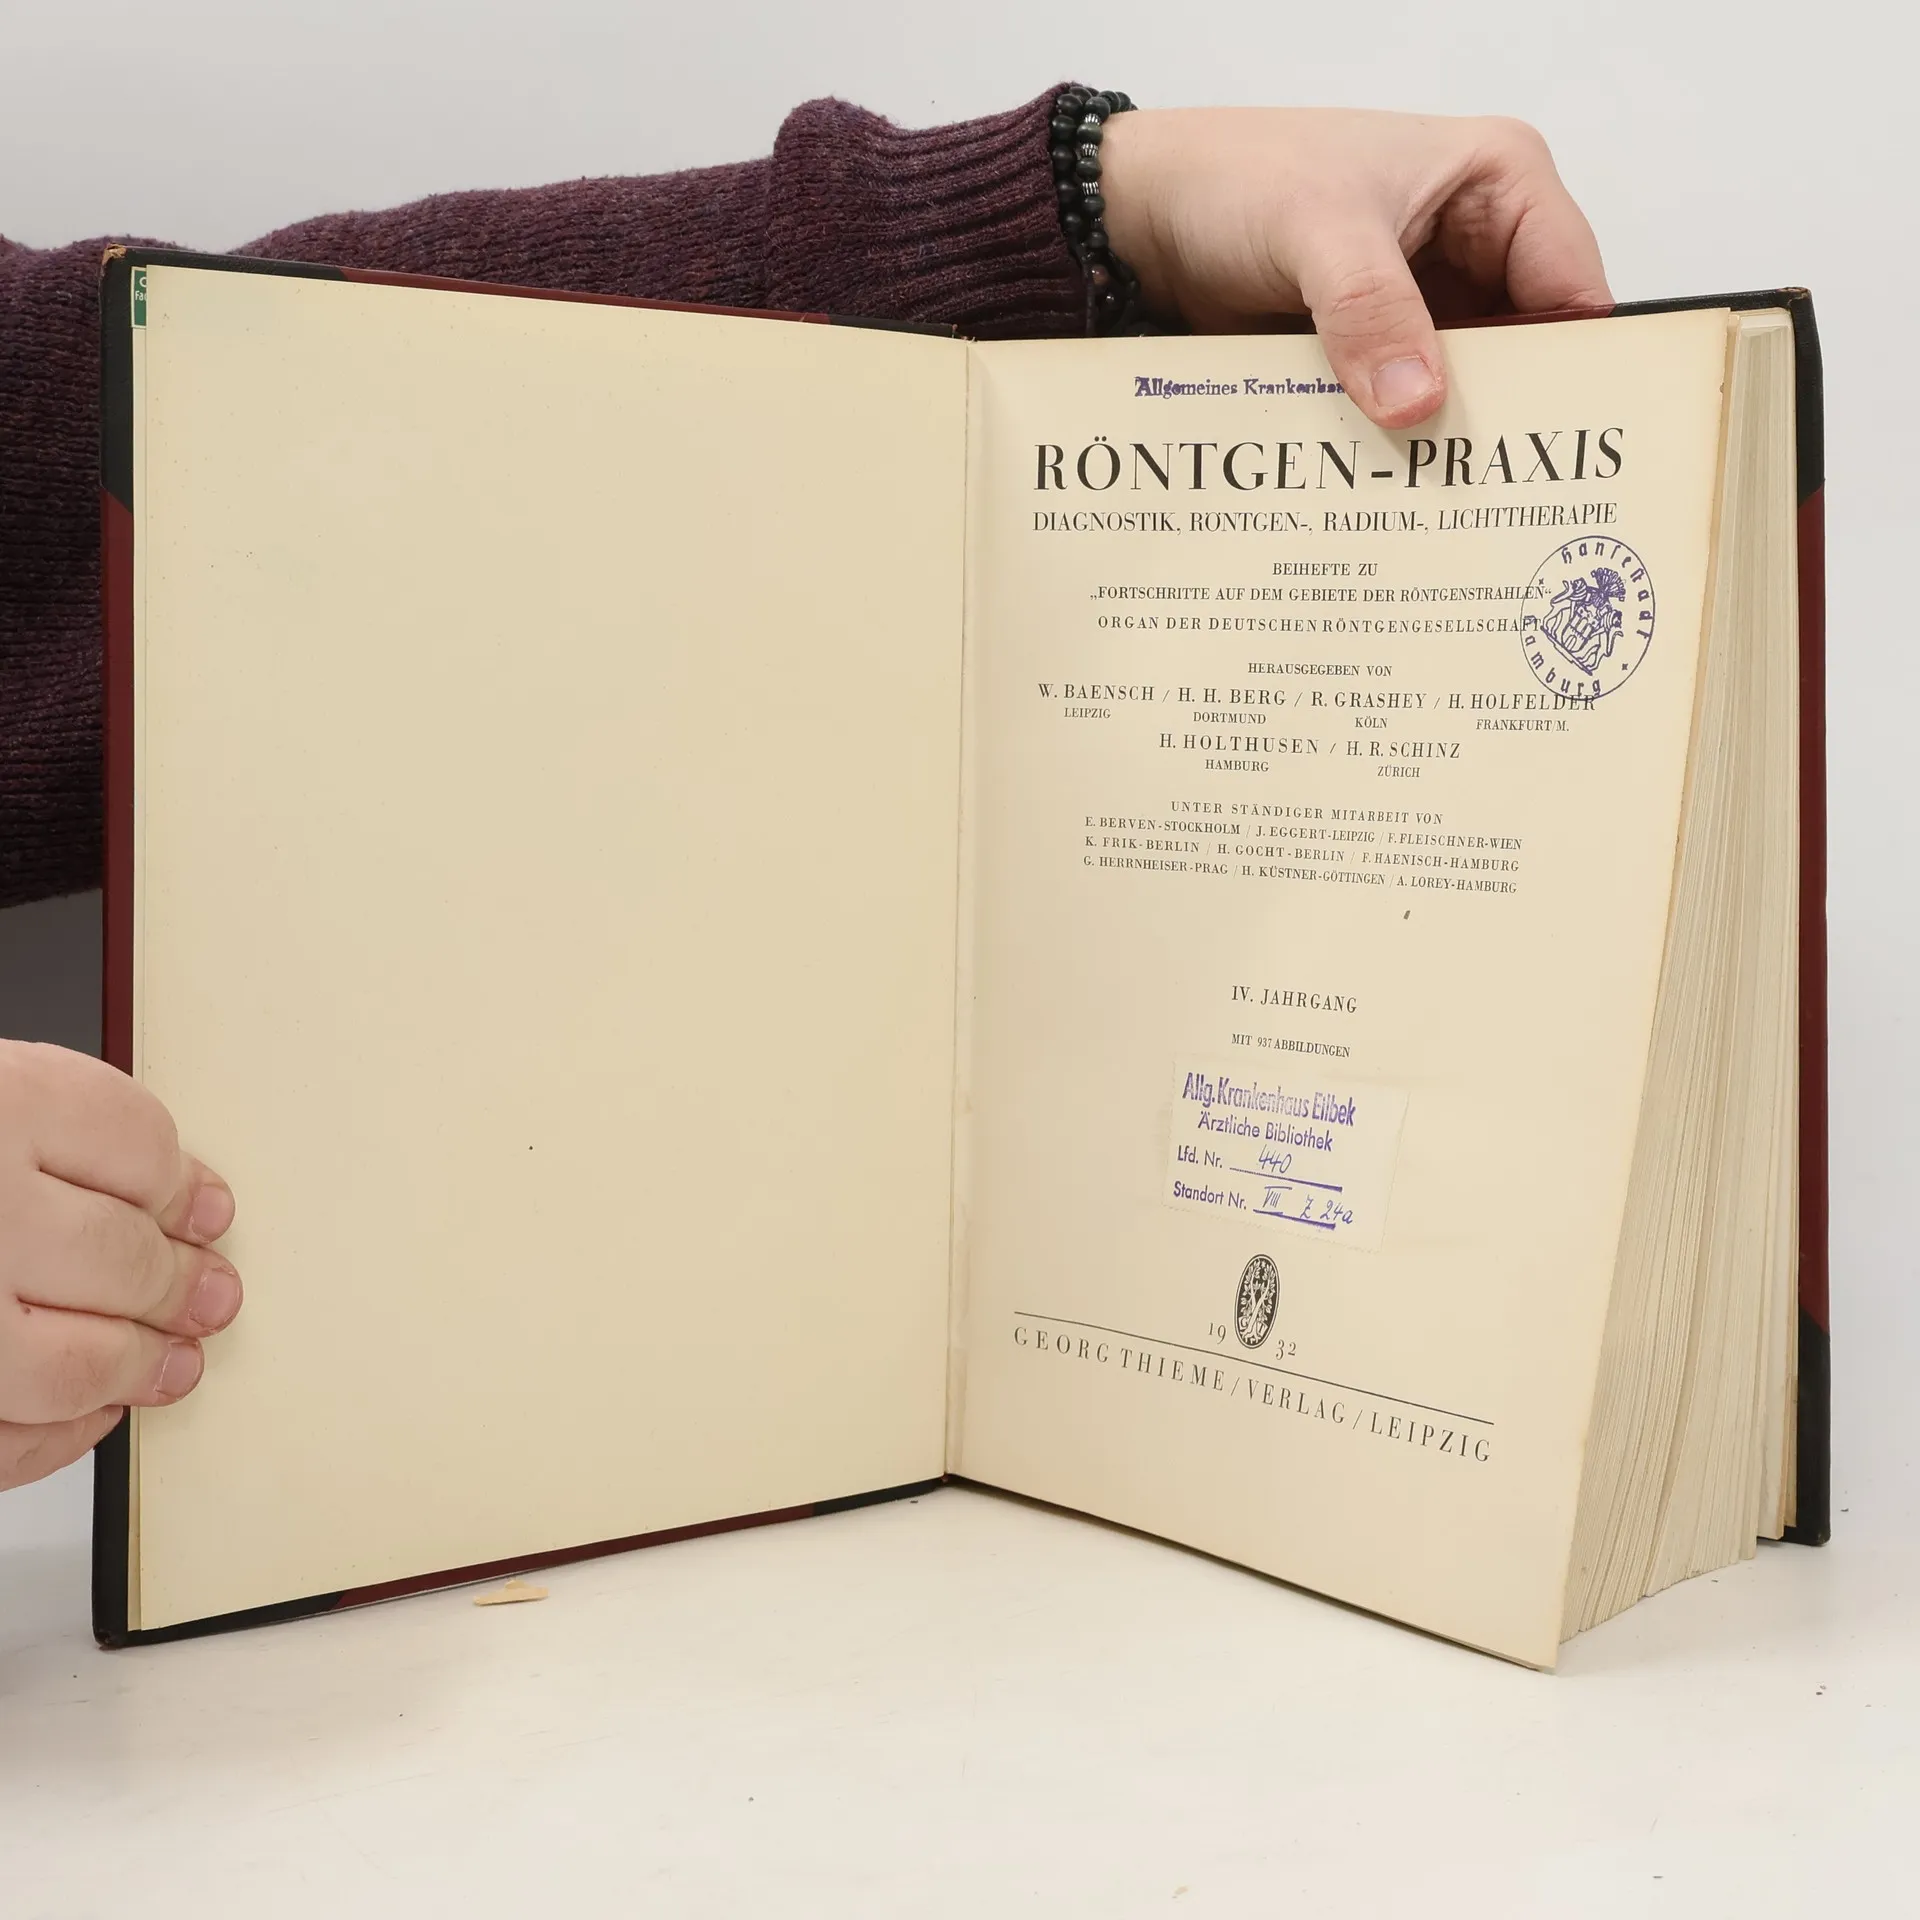 Allgemeines
RÖNTGEN-PRAXIS
DIAGNOSTIK, RÖNTGEN-, RADIUM-, LICHTTHERAPIE
BEIHEFTE ZU
„FORTSCHRITTE AUF DEM GEBIETE DER RÖNTGENSTRAHLEN“
ORGAN DER DEUTSCHEN RÖNTGENGESELLSCHAFT
Hansestadt Hamburg
HERAUSGEGEBEN VON
W. BAENSCH / H. H. BERG / R. GRASHEY / H. HOLFELDER
LEIPZIG DORTMUND KÖLN FRANKFURT/M.
H. HOLTHUSEN / H. R. SCHINZ
HAMBURG ZÜRICH
UNTER STÄNDIGER MITARBEIT VON
E. BERVEN-STOCKHOLM / J. EGGERT-LEIPZIG / F. FLEISCHNER-WIEN
K. FRIK-BERLIN / H. GOCHT-BERLIN / F. HAENISCH-HAMBURG
G. HERRNHEISER-PRAG / H. KÜSTNER-GÖTTINGEN / A. LOREY-HAMBURG
IV. JAHRGANG
MIT 937 ABBILDUNGEN
Allg. Krankenhaus Eilbek
Ärztliche Bibliothek
Lfd. Nr. 440
Standort Nr. VIII Z 24a
1932
GEORG THIEME / VERLAG / LEIPZIG